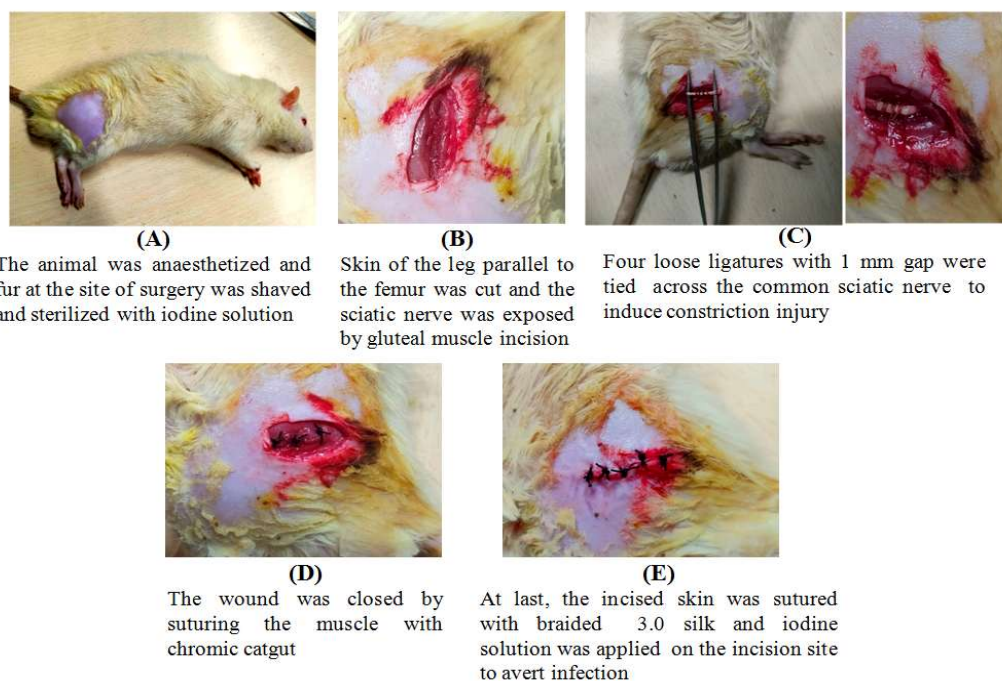 (A)
The animal was anaesthetized and
fur at the site of surgery was shaved
and sterilized with iodine solution
(B)
Skin of the leg parallel to
the femur was cut and the
sciatic nerve was exposed
by gluteal muscle incision
(C)
Four loose ligatures with 1 mm gap were
tied across the common sciatic nerve to
induce constriction injury
(D)
The wound was closed by
suturing the muscle with
chromic catgut
(E)
At last, the incised skin was sutured
with braided 3.0 silk and iodine
solution was applied on the incision site
to avert infection